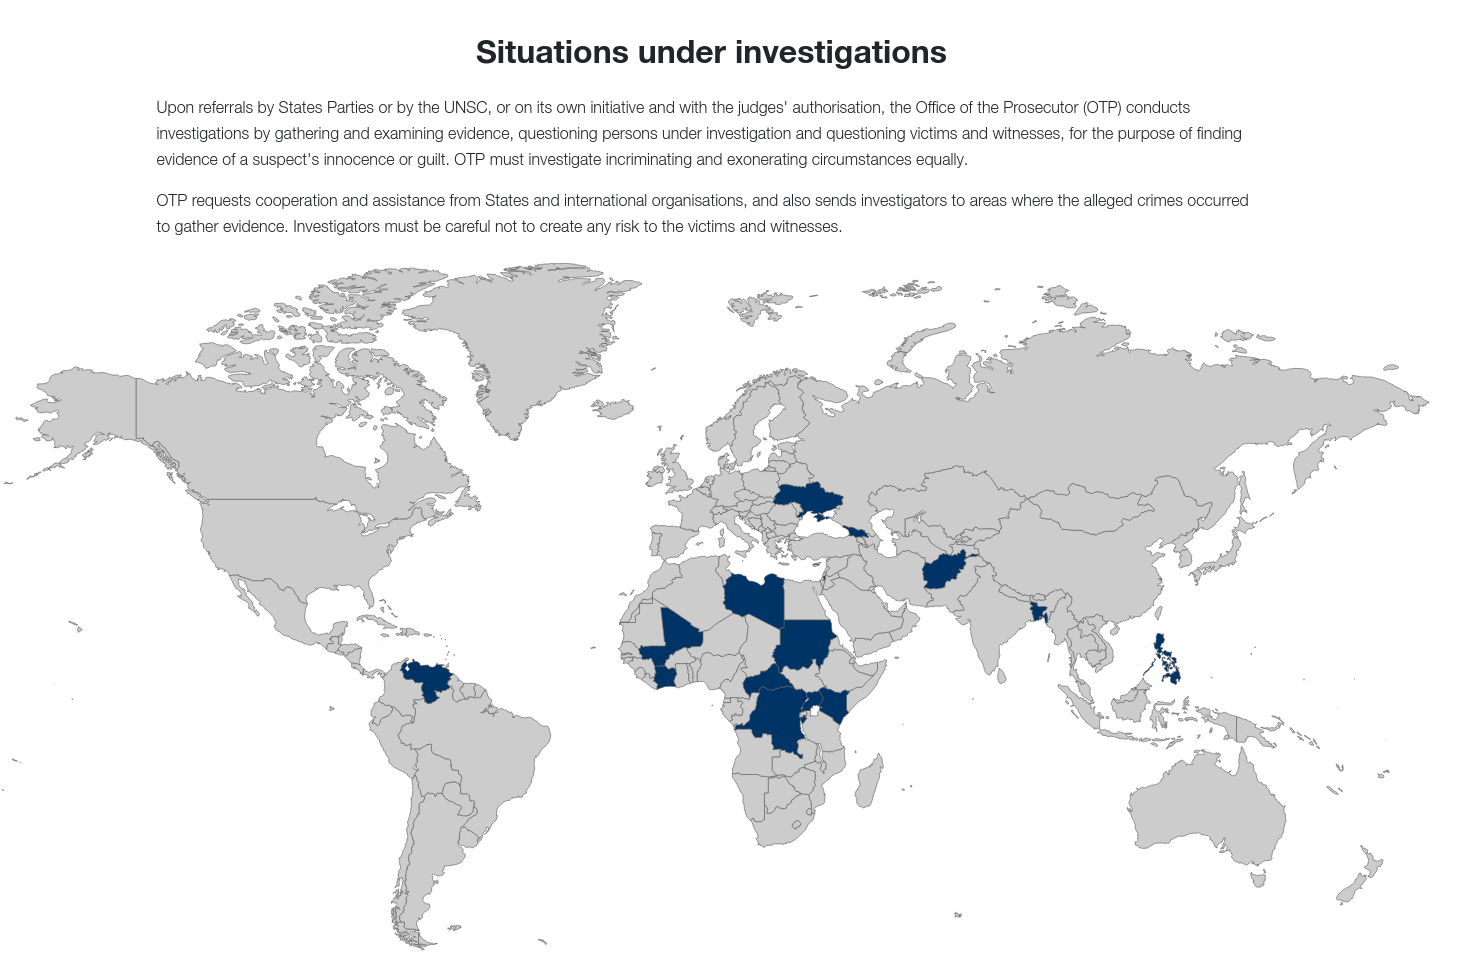 Situations under investigations
Upon referrals by States Parties or by the UNSC, or on its own initiative and with the judges' authorisation, the Office of the Prosecutor (OTP) conducts
investigations by gathering and examining evidence, questioning persons under investigation and questioning victims and witnesses, for the purpose of finding
evidence of a suspect's innocence or guilt. OTP must investigate incriminating and exonerating circumstances equally.
OTP requests cooperation and assistance from States and international organisations, and also sends investigators to areas where the alleged crimes occurred
to gather evidence. Investigators must be careful not to create any risk to the victims and witnesses.